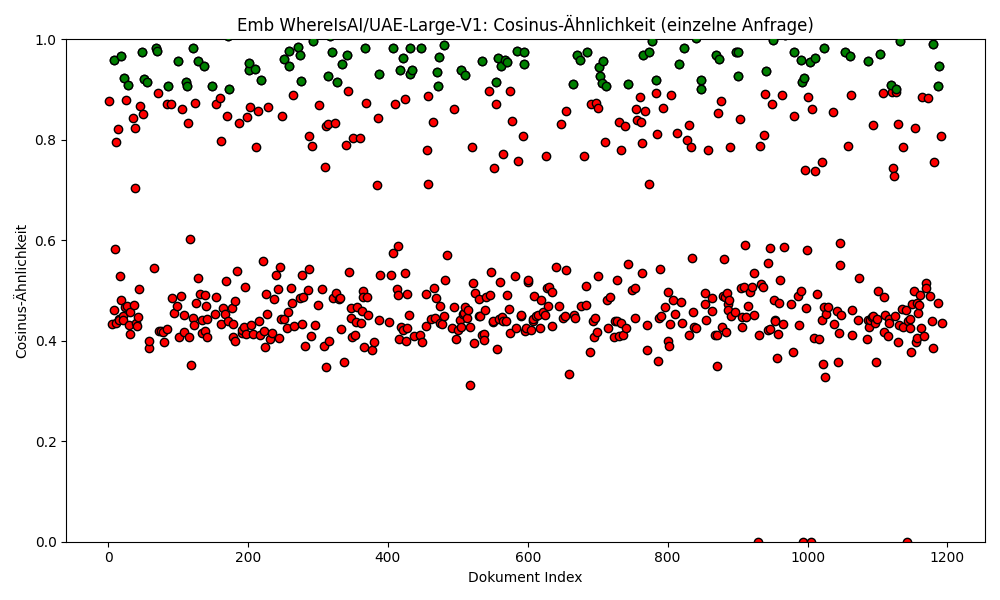 Emb WhereIsAI/UAE-Large-V1: Cosinus-Ähnlichkeit (einzelne Anfrage)
1.0
0.8
0.6
0.4
0.2
0.0
Cosinus-Ähnlichkeit
0 200 400 600 800 1000 1200
Dokument Index